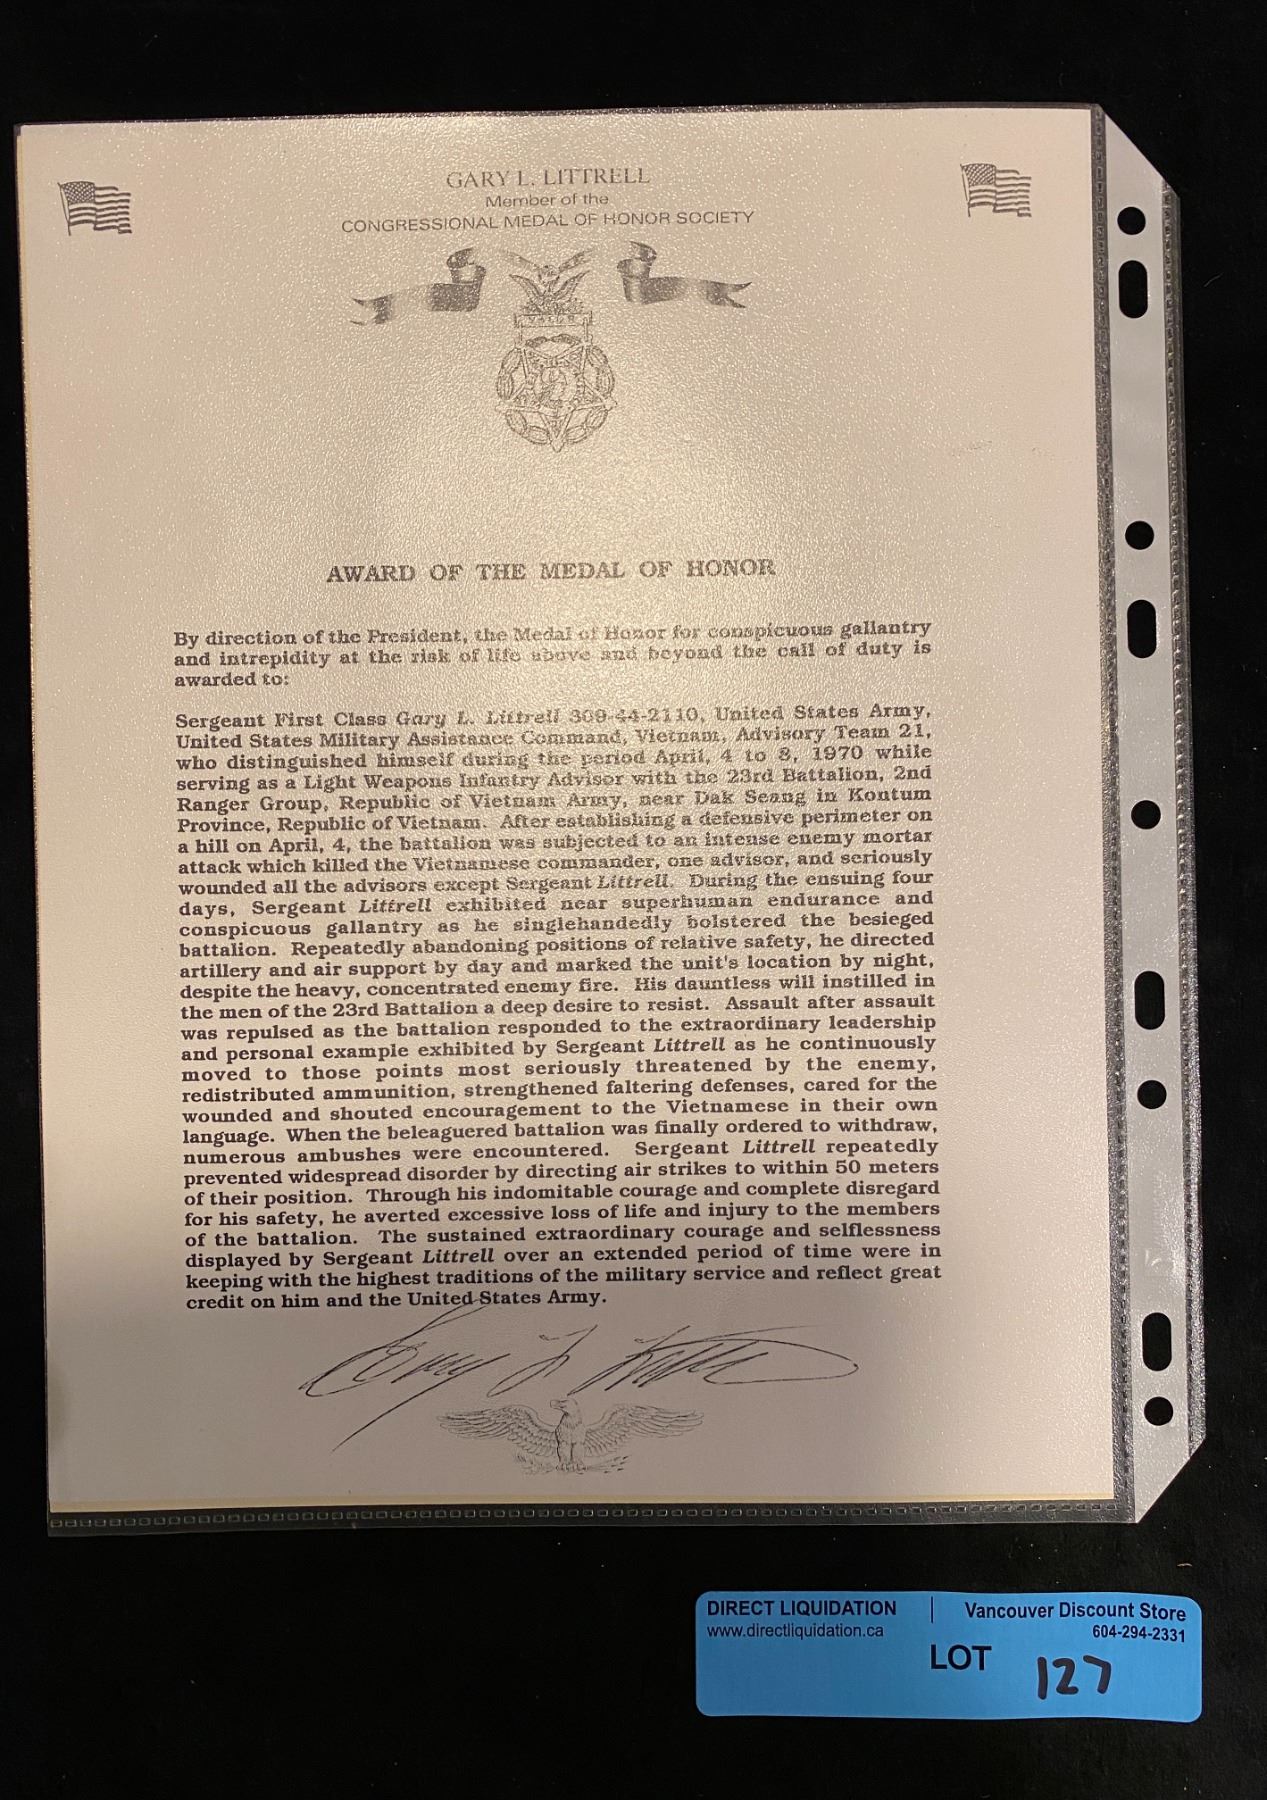 GARY L. LITTRELL
Member of the
CONGRESSIONAL MEDAL OF HONOR SOCIETY
VALOR
AWARD OF THE MEDAL OF HONOR
By direction of the President, the Medal of Honor for conspicuous gallantry
and intrepidity at the risk of life above and beyond the call of duty is
awarded to:
Sergeant First Class Gary L. Littrell 309-44-2110, United States Army,
United States Military Assistance Command, Vietnam, Advisory Team 21,
who distinguished himself during the period April, 4 to 8, 1970 while
serving as a Light Weapons Infantry Advisor with the 23rd Battalion, 2nd
Ranger Group, Republic of Vietnam Army, near Dak Seang in Kontum
Province, Republic of Vietnam. After establishing a defensive perimeter on
a hill on April, 4, the battalion was subjected to an intense enemy mortar
attack which killed the Vietnamese commander, one advisor, and seriously
wounded all the advisors except Sergeant Littrell. During the ensuing four
days, Sergeant Littrell exhibited near superhuman endurance and
conspicuous gallantry as he singlehandedly bolstered the besieged
battalion. Repeatedly abandoning positions of relative safety, he directed
artillery and air support by day and marked the unit's location by night,
despite the heavy, concentrated enemy fire. His dauntless will instilled in
the men of the 23rd Battalion a deep desire to resist. Assault after assault
was repulsed as the battalion responded to the extraordinary leadership
and personal example exhibited by Sergeant Littrell as he continuously
moved to those points most seriously threatened by the enemy,
redistributed ammunition, strengthened faltering defenses, cared for the
wounded and shouted encouragement to the Vietnamese in their own
language. When the beleaguered battalion was finally ordered to withdraw,
numerous ambushes were encountered. Sergeant Littrell repeatedly
prevented widespread disorder by directing air strikes to within 50 meters
of their position. Through his indomitable courage and complete disregard
for his safety, he averted excessive loss of life and injury to the members
of the battalion. The sustained extraordinary courage and selflessness
displayed by Sergeant Littrell over an extended period of time were in
keeping with the highest traditions of the military service and reflect great
credit on him and the United States Army.
Gary L. Littrell
DIRECT LIQUIDATION | Vancouver Discount Store
www.directliquidation.ca 604-294-2331
LOT 127